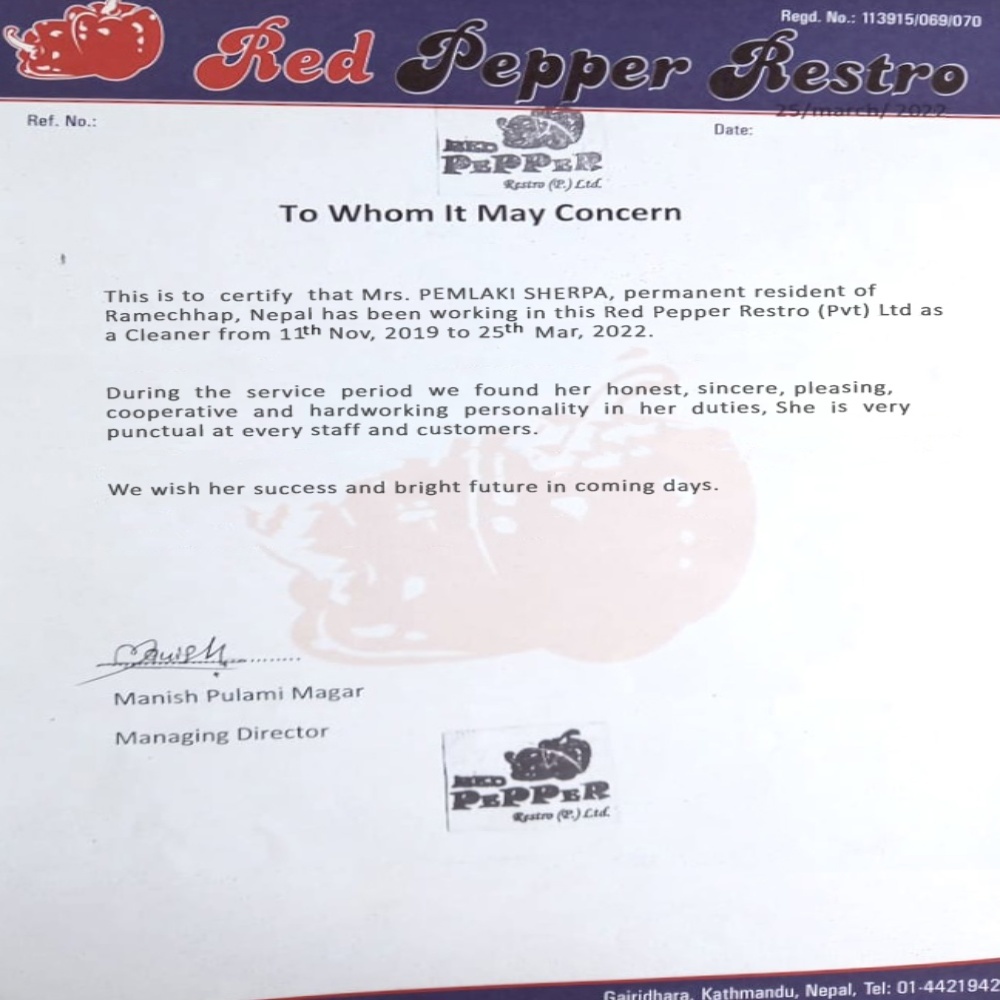 Regd. No.: 113915/069/070
Red Pepper Restro
25/march/ 2022
Ref. No.:
Date:
RED
PEPPER
Restro (P.) Ltd.
To Whom It May Concern
This is to certify that Mrs. PEMLAKI SHERPA, permanent resident of
Ramechhap, Nepal has been working in this Red Pepper Restro (Pvt) Ltd as
a Cleaner from 11th Nov, 2019 to 25th Mar, 2022.
During the service period we found her honest, sincere, pleasing,
cooperative and hardworking personality in her duties, She is very
punctual at every staff and customers.
We wish her success and bright future in coming days.
Manish
Manish Pulami Magar
Managing Director
RED
PEPPER
Restro (P.) Ltd.
Gairidhara, Kathmandu, Nepal, Tel: 01-4421942